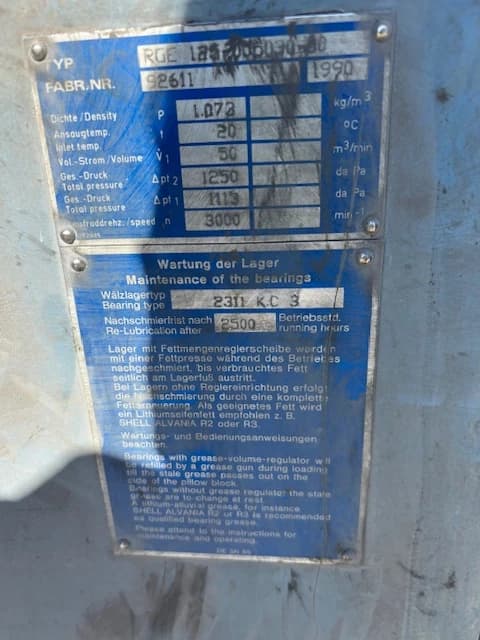 TYP RGE
FABR.NR. 92611 1990
Dichte/Density ρ 1.073 kg/m³
Ansaugtemp. t 20 °C
Inlet temp.
Vol.-Strom/Volume V̇1 50 m³/min
Ges.-Druck Δpt2 1250 da Pa
Total pressure
Ges.-Druck Δpt1 1113 da Pa
Total pressure
/speed n 3000 min⁻¹
Wartung der Lager
Maintenance of the bearings
Wälzlagertyp 2311 K.C 3
Bearing type
Nachschmierfrist nach 2500 Betriebsstd.
Re-Lubrication after running hours
Lager mit Fettmengenreglerscheibe werden
mit einer Fettpresse während des Betriebes
nachgeschmiert, bis verbrauchtes Fett
seitlich am Lagerfuß austritt.
Bei Lagern ohne Reglereinrichtung erfolgt
die Nachschmierung durch eine komplette
Fetterneuerung. Als geeignetes Fett wird
ein Lithiumseifenfett empfohlen z. B.
SHELL ALVANIA R2 oder R3.
Wartungs- und Bedienungsanweisungen
beachten.
Bearings with grease-volume-regulator will
be refilled by a grease gun during loading
till the stale grease passes out on the
side of the pillow block.
Bearings without grease regulator the stale
grease are to change at rest.
A lithium-alluvial grease, for instance
SHELL ALVANIA R2 or R3 is recommended
as qualified bearing grease.
Please attend to the instructions for
maintenance and operating.